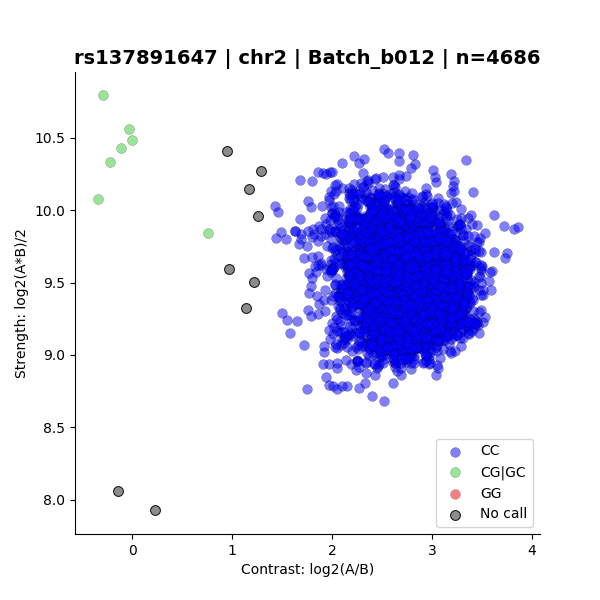 rs137891647 | chr2 | Batch_b012 | n=4686
Strength: log2(A*B)/2
10.5
10.0
9.5
9.0
8.5
8.0
CC
CG|GC
GG
No call
0 1 2 3 4
Contrast: log2(A/B)